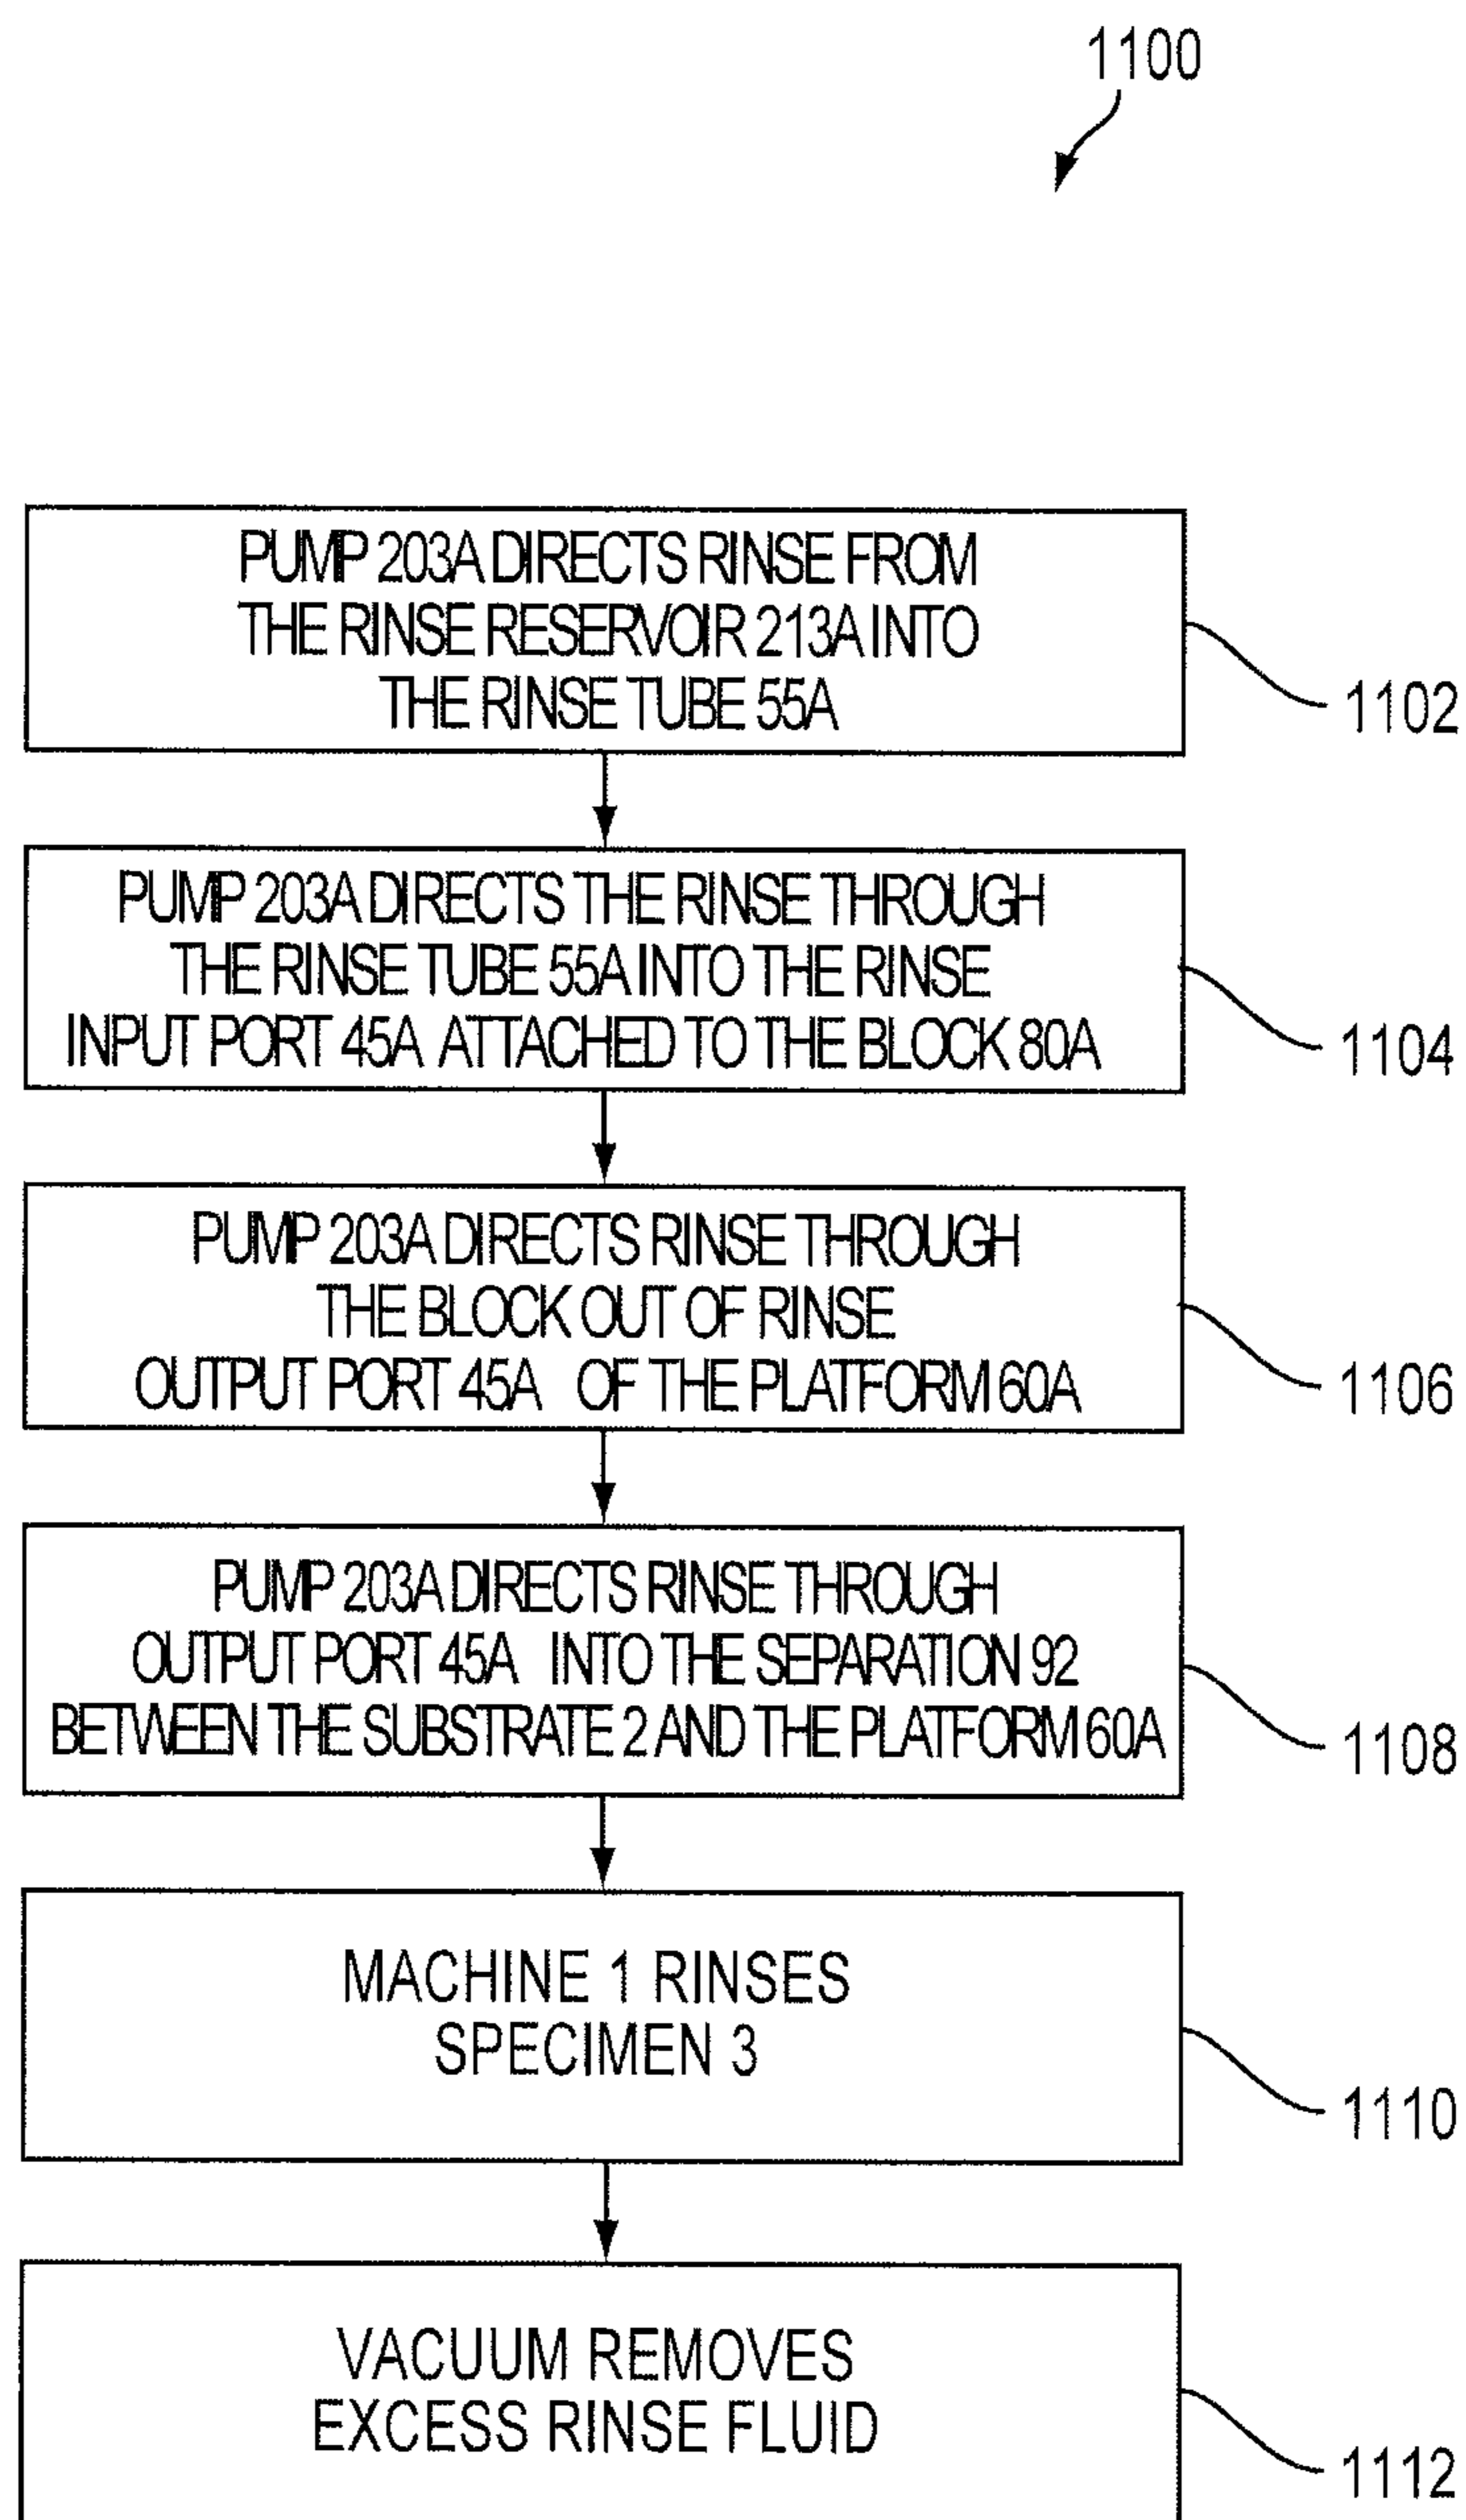 1100
PUMP 203A DIRECTS RINSE FROM
THE RINSE RESERVOIR 213A INTO
THE RINSE TUBE 55A
1102
PUMP 203A DIRECTS THE RINSE THROUGH
THE RINSE TUBE 55A INTO THE RINSE
INPUT PORT 45A ATTACHED TO THE BLOCK 80A
1104
PUMP 203A DIRECTS RINSE THROUGH
THE BLOCK OUT OF RINSE
OUTPUT PORT 45A OF THE PLATFORM 60A
1106
PUMP 203A DIRECTS RINSE THROUGH
OUTPUT PORT 45A INTO THE SEPARATION 92
BETWEEN THE SUBSTRATE 2 AND THE PLATFORM 60A
1108
MACHINE 1 RINSES
SPECIMEN 3
1110
VACUUM REMOVES
EXCESS RINSE FLUID
1112